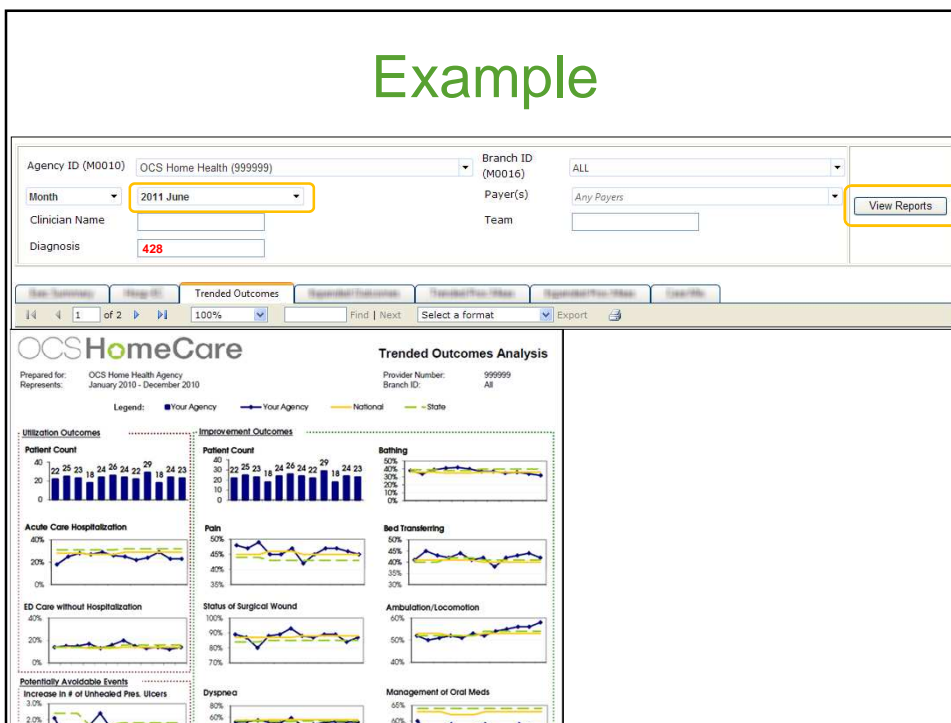 Example
Agency ID (M0010) OCS Home Health (999999) Branch ID (M0016) ALL
Month 2011 June Payer(s) Any Payers View Reports
Clinician Name Team
Diagnosis 428
Trended Outcomes
1 of 2 100% Find | Next Select a format Export
OCSHomeCare Trended Outcomes Analysis
Prepared for: OCS Home Health Agency Provider Number: 999999
Represents: January 2010 - December 2010 Branch ID: All
Legend: Your Agency Your Agency National State
Utilization Outcomes Improvement Outcomes
Patient Count Patient Count Bathing
40 20 0
22 25 23 18 24 26 24 22 29 18 24 23
40 30 20 10 0
22 25 23 18 24 26 24 22 29 18 24 23
50% 40% 30% 20% 10% 0%
Acute Care Hospitalization Pain Bed Transferring
40% 20% 0%
50% 45% 40% 35%
50% 45% 40% 35% 30%
ED Care without Hospitalization Status of Surgical Wound Ambulation/Locomotion
40% 20% 0%
100% 90% 80% 70%
60% 50% 40%
Potentially Avoidable Events
Increase in # of Unhealed Pres. Ulcers Dyspnea Management of Oral Meds
3.0% 2.0%
80% 60%
65% 60%